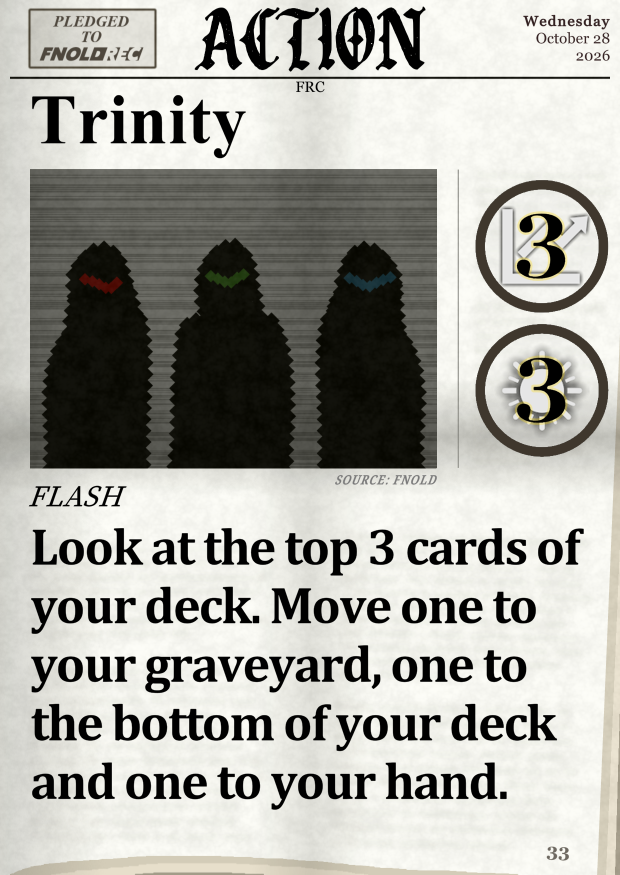 PLEDGED
TO
FNOLD REC
ACTION
Wednesday
October 28
2026
FRC
Trinity
3
3
SOURCE: FNOLD
FLASH
Look at the top 3 cards of
your deck. Move one to
your graveyard, one to
the bottom of your deck
and one to your hand.
33